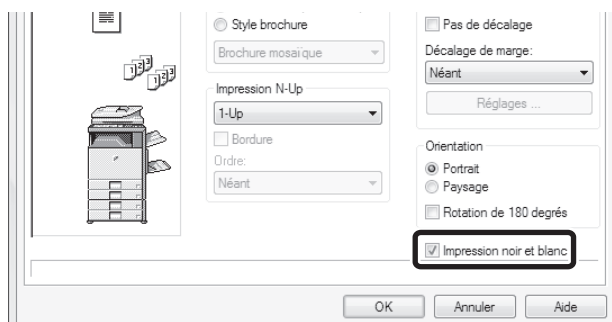 Style brochure
Brochure mosaïque
Impression N-Up
1-Up
Bordure
Ordre:
Néant
Pas de décalage
Décalage de marge:
Néant
Réglages ...
Orientation
Portrait
Paysage
Rotation de 180 degrés
Impression noir et blanc
OK
Annuler
Aide